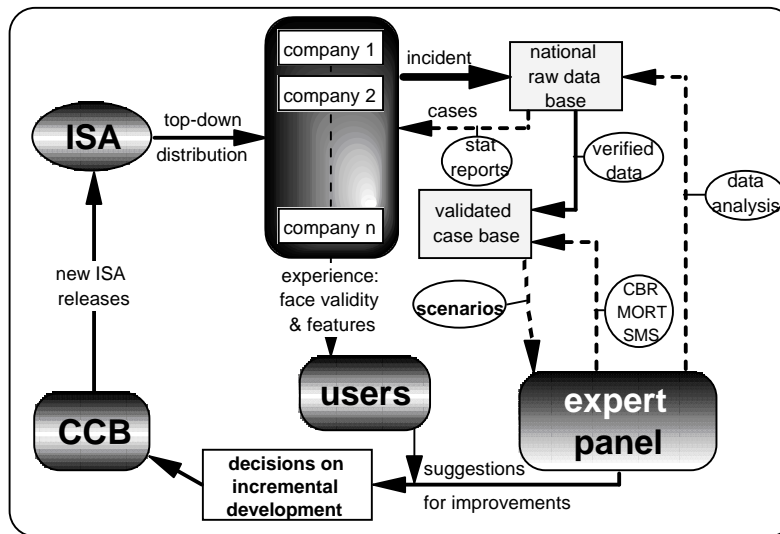 company 1
company 2
company n
incident
national
raw data
base
cases
stat
reports
verified
data
data
analysis
ISA
top-down
distribution
validated
case base
new ISA
releases
experience:
face validity
& features
scenarios
CBR
MORT
SMS
users
expert
panel
CCB
decisions on
incremental
development
suggestions
for improvements